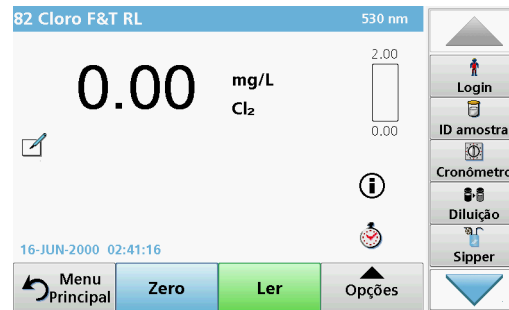 82 Cloro F&T RL
530 nm
2.00
0.00
mg/L
Cl₂
0.00
16-JUN-2000 02:41:16
Menu
Principal
Zero
Ler
Opções
Login
ID amostra
Cronômetro
Diluição
Sipper